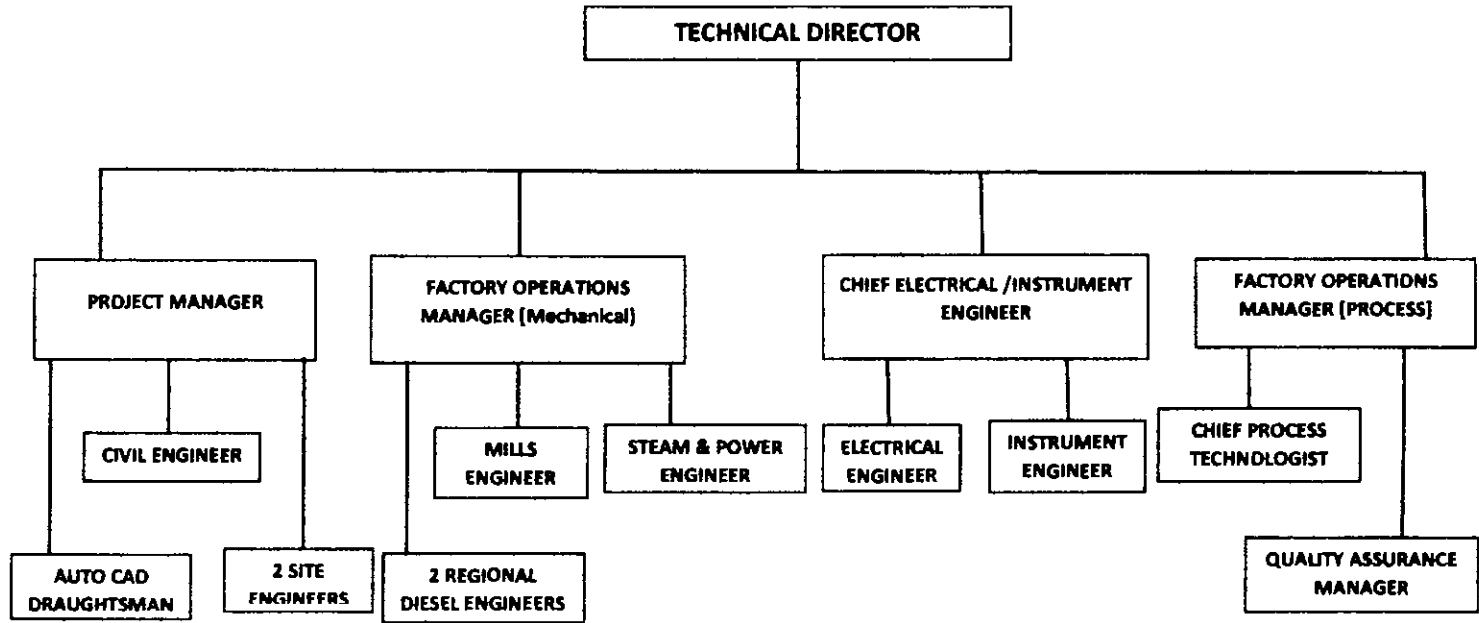 TECHNICAL DIRECTOR
PROJECT MANAGER
FACTORY OPERATIONS
MANAGER [Mechanical)
CHIEF ELECTRICAL /INSTRUMENT
ENGINEER
FACTORY OPERATIONS
MANAGER [PROCESS]
CIVIL ENGINEER
MILLS
ENGINEER
STEAM & POWER
ENGINEER
ELECTRICAL
ENGINEER
INSTRUMENT
ENGINEER
CHIEF PROCESS
TECHNOLOGIST
AUTO CAD
DRAUGHTSMAN
2 SITE
ENGINEERS
2 REGIONAL
DIESEL ENGINEERS
QUALITY ASSURANCE
MANAGER